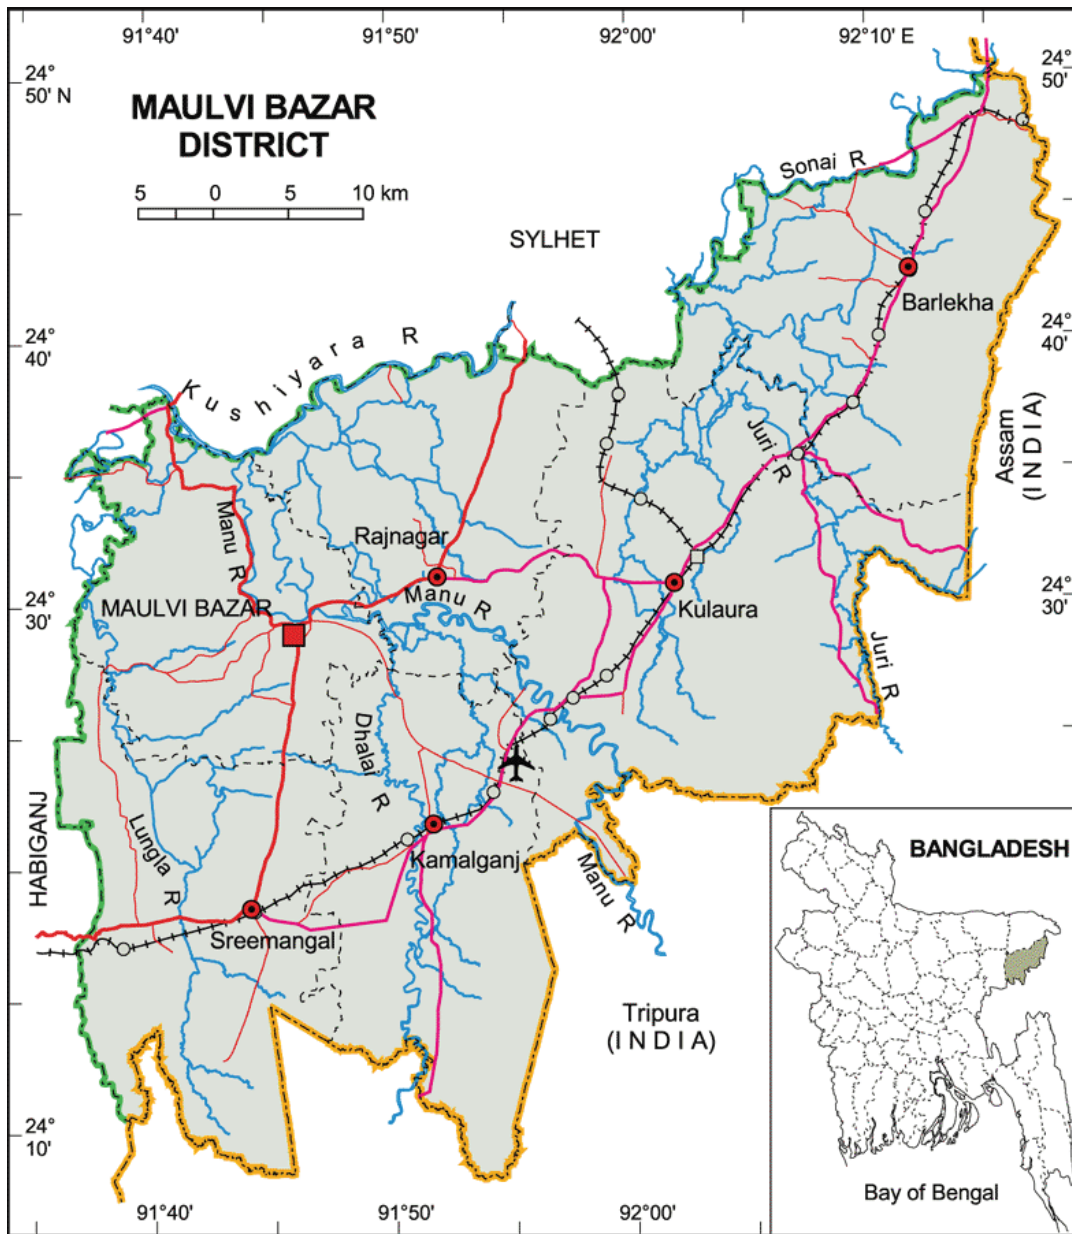 91°40'
91°50'
92°00'
92°10' E
24°
50' N
24°
50'
MAULVI BAZAR
DISTRICT
5 0 5 10 km
SYLHET
Sonai R
Barlekha
24°
40'
24°
40'
Kushiyara R
Juri R
Assam
(INDIA)
Manu R
Rajnagar
Manu R
MAULVI BAZAR
Kulaura
24°
30'
24°
30'
Juri R
Dhalai R
HABIGANJ
Lungla R
Kamalganj
Manu R
Sreemangal
Tripura
(INDIA)
24°
10'
BANGLADESH
Bay of Bengal
91°40'
91°50'
92°00'